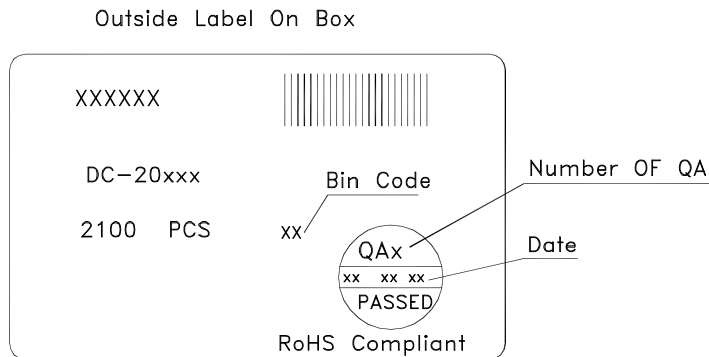 Outside Label On Box
XXXXXX
DC-20xxx
Bin Code
Number OF QA
2100 PCS
xx
QAx
Date
xx xx xx
PASSED
RoHS Compliant